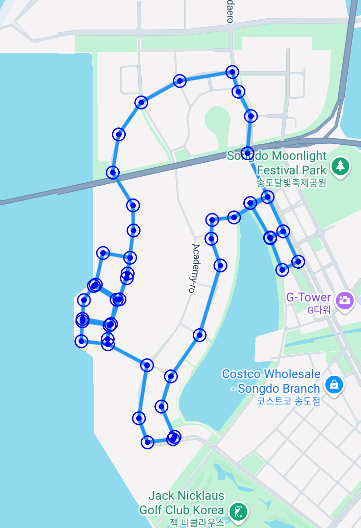 daero
Songdo Moonlight
Festival Park
송도달빛축제공원
Academy-ro
G-Tower
G타워
Costco Wholesale
- Songdo Branch
코스트코 송도점
Jack Nicklaus
Golf Club Korea
잭 니클라우스